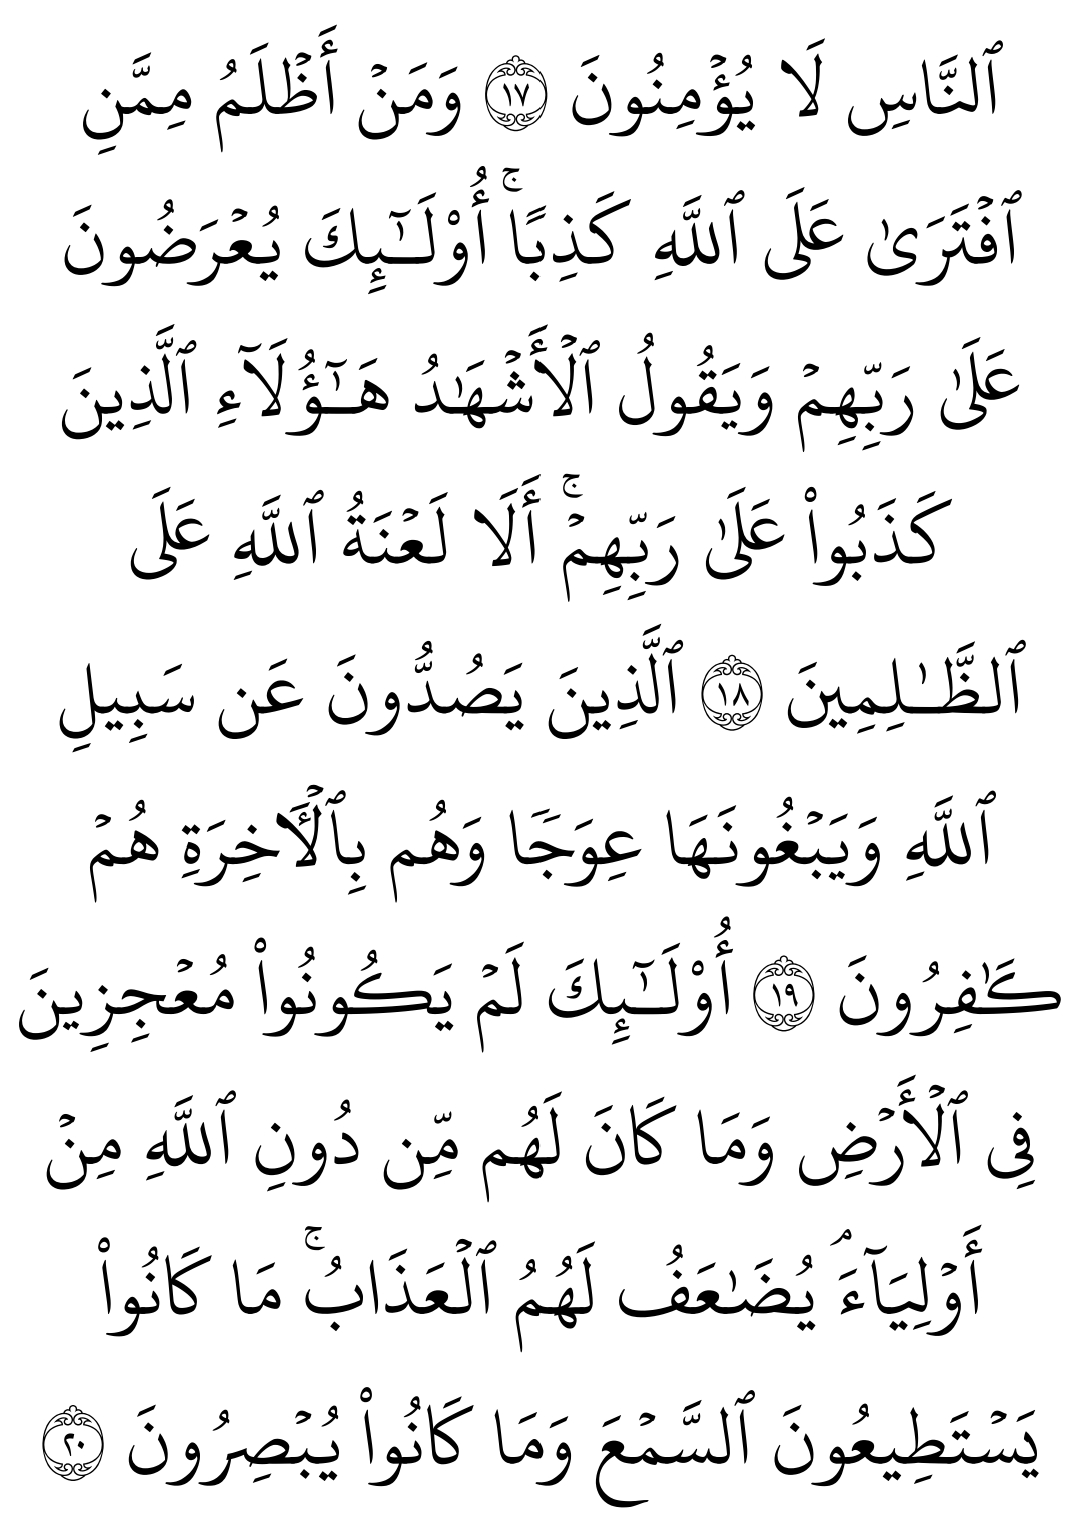 ٱلنَّاسِ لَا يُؤۡمِنُونَ ١٧ وَمَنۡ أَظۡلَمُ مِمَّنِ
ٱفۡتَرَىٰ عَلَى ٱللَّهِ كَذِبًاۚ أُوْلَـٰٓئِكَ يُعۡرَضُونَ
عَلَىٰ رَبِّهِمۡ وَيَقُولُ ٱلۡأَشۡهَـٰدُ هَـٰٓؤُلَآءِ ٱلَّذِينَ
كَذَبُواْ عَلَىٰ رَبِّهِمۡۚ أَلَا لَعۡنَةُ ٱللَّهِ عَلَى
ٱلظَّـٰلِمِينَ ١٨ ٱلَّذِينَ يَصُدُّونَ عَن سَبِيلِ
ٱللَّهِ وَيَبۡغُونَهَا عِوَجٗا وَهُم بِٱلۡأٓخِرَةِ هُمۡ
كَـٰفِرُونَ ١٩ أُوْلَـٰٓئِكَ لَمۡ يَكُونُواْ مُعۡجِزِينَ
فِي ٱلۡأَرۡضِ وَمَا كَانَ لَهُم مِّن دُونِ ٱللَّهِ مِنۡ
أَوۡلِيَآءَۘ يُضَـٰعَفُ لَهُمُ ٱلۡعَذَابُۚ مَا كَانُواْ
يَسۡتَطِيعُونَ ٱلسَّمۡعَ وَمَا كَانُواْ يُبۡصِرُونَ ٢٠